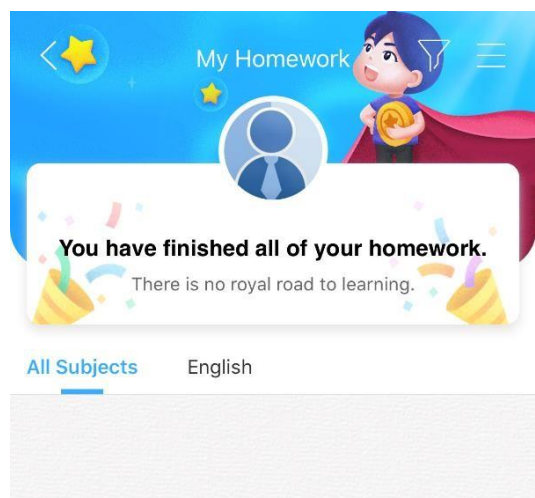 My Homework
You have finished all of your homework.
There is no royal road to learning.
All Subjects English